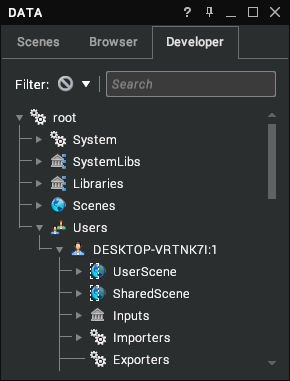 DATA
Scenes Browser Developer
Filter: Search
root
System
SystemLibs
Libraries
Scenes
Users
DESKTOP-VRTNK7I:1
UserScene
SharedScene
Inputs
Importers
Exporters